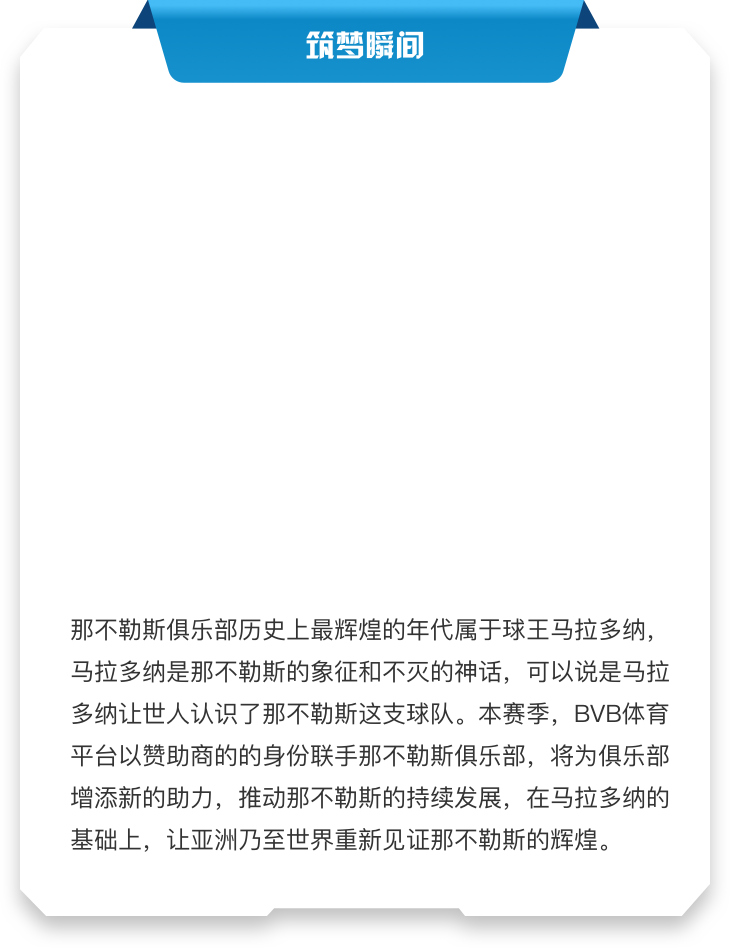 筑梦瞬间
那不勒斯俱乐部历史上最辉煌的年代属于球王马拉多纳，
马拉多纳是那不勒斯的象征和不灭的神话，可以说是马拉
多纳让世人认识了那不勒斯这支球队。本赛季，BVB体育
平台以赞助商的的身份联手那不勒斯俱乐部，将为俱乐部
增添新的助力，推动那不勒斯的持续发展，在马拉多纳的
基础上，让亚洲乃至世界重新见证那不勒斯的辉煌。